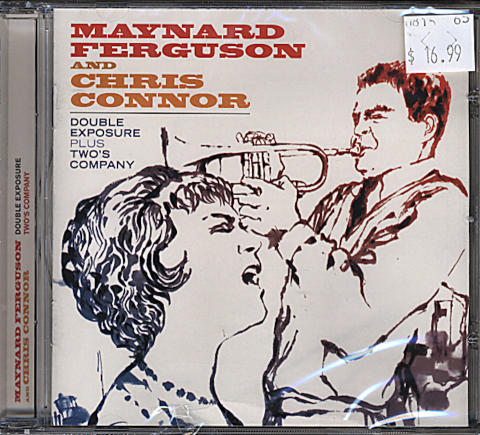 MAYNARD
FERGUSON
AND
CHRIS
CONNOR
DOUBLE
EXPOSURE
PLUS
TWO'S
COMPANY
$ 16.99
MAYNARD FERGUSON
AND CHRIS CONNOR
DOUBLE EXPOSURE
TWO'S COMPANY